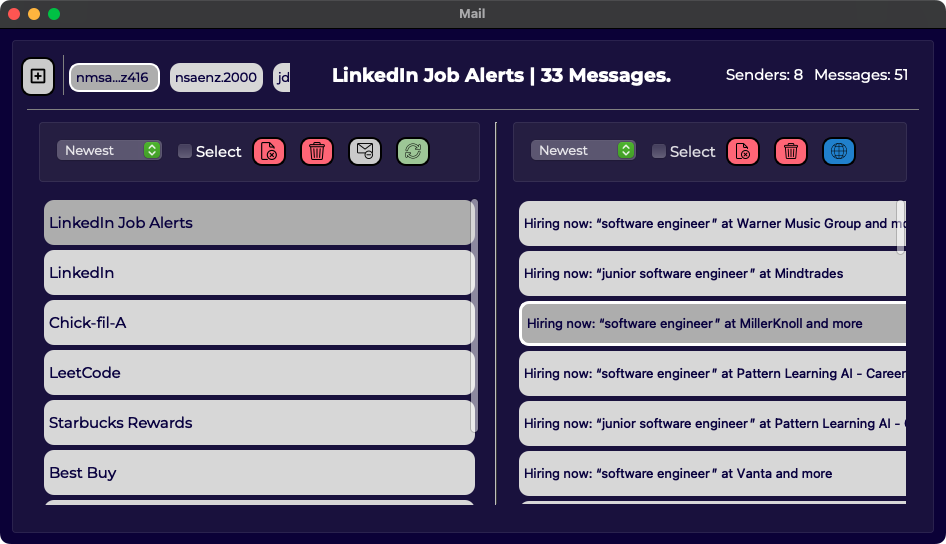 Mail
nmsa...z416 nsaenz.2000 jd LinkedIn Job Alerts | 33 Messages. Senders: 8 Messages: 51
Newest Select Newest Select
LinkedIn Job Alerts
LinkedIn
Chick-fil-A
LeetCode
Starbucks Rewards
Best Buy
Hiring now: “software engineer” at Warner Music Group and mo
Hiring now: “junior software engineer” at Mindtrades
Hiring now: “software engineer” at MillerKnoll and more
Hiring now: “software engineer” at Pattern Learning AI - Career
Hiring now: “junior software engineer” at Pattern Learning AI -
Hiring now: “software engineer” at Vanta and more